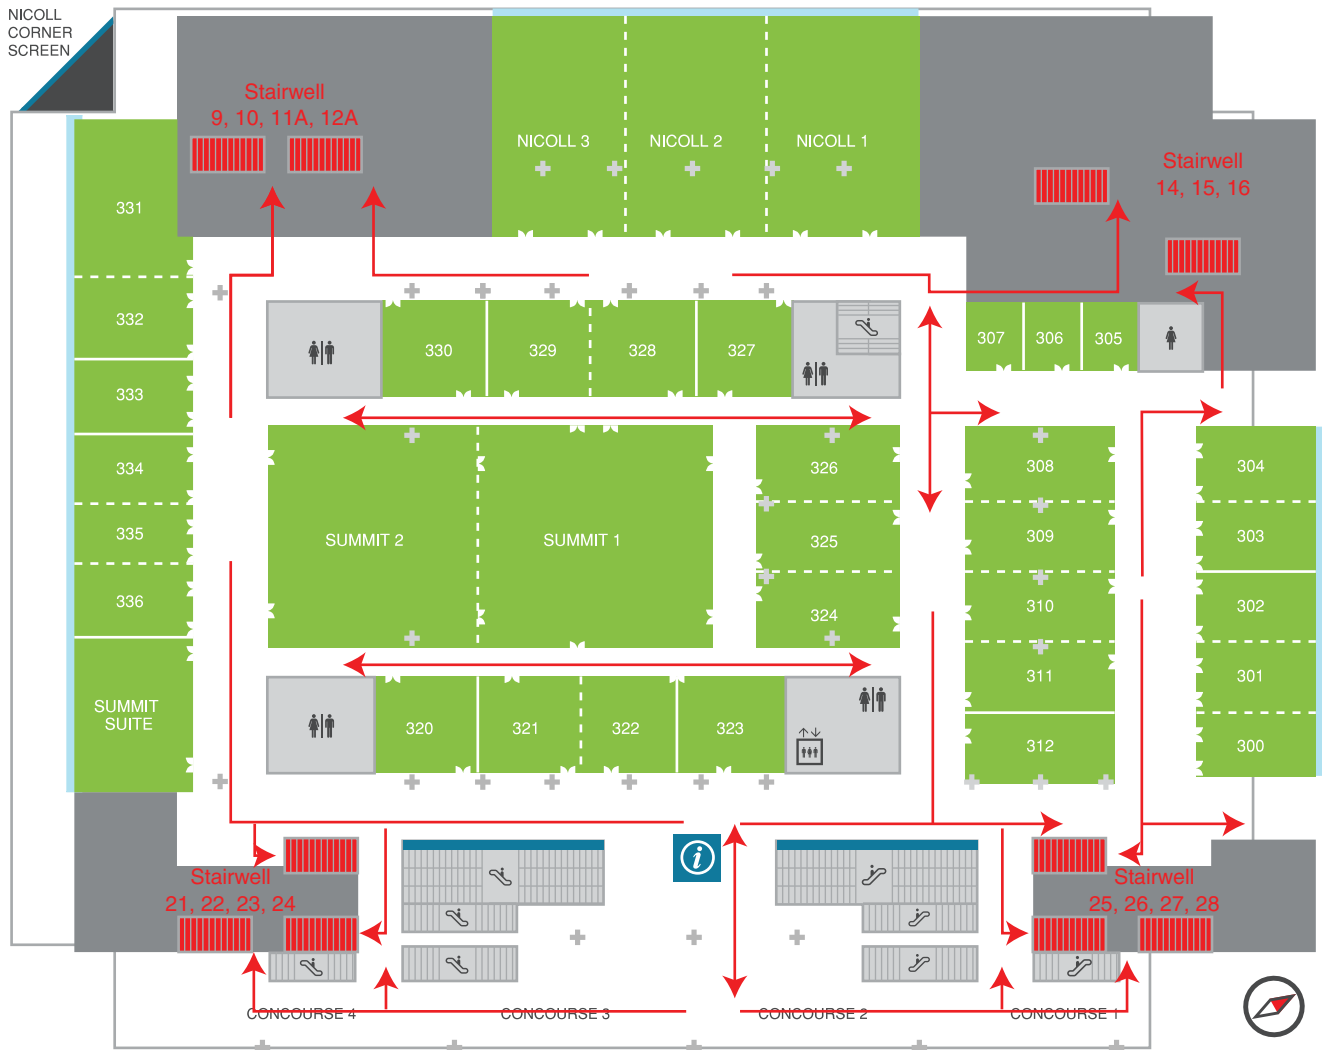 NICOLL
CORNER
SCREEN
Stairwell
9, 10, 11A, 12A
NICOLL 3
NICOLL 2
NICOLL 1
Stairwell
14, 15, 16
331
332
333
334
335
336
SUMMIT
SUITE
330
329
328
327
307
306
305
SUMMIT 2
SUMMIT 1
326
325
324
308
309
310
311
312
304
303
302
301
300
320
321
322
323
i
Stairwell
21, 22, 23, 24
Stairwell
25, 26, 27, 28
CONCOURSE 4
CONCOURSE 3
CONCOURSE 2
CONCOURSE 1